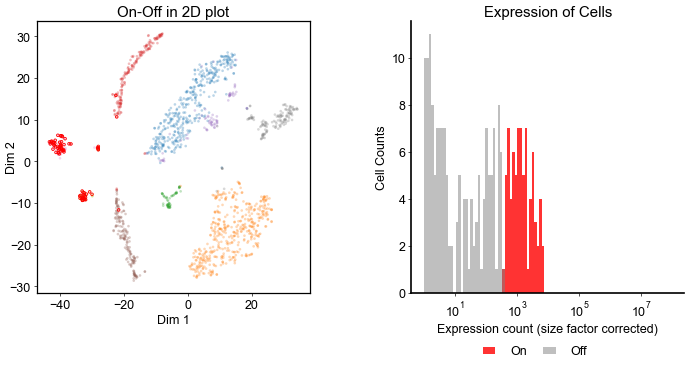 On-Off in 2D plot
30
20
10
0
−10
−20
−30
−40
−20
0
20
Dim 2
Dim 1
Expression of Cells
10
8
6
4
2
0
10^1
10^3
10^5
10^7
Cell Counts
Expression count (size factor corrected)
On
Off